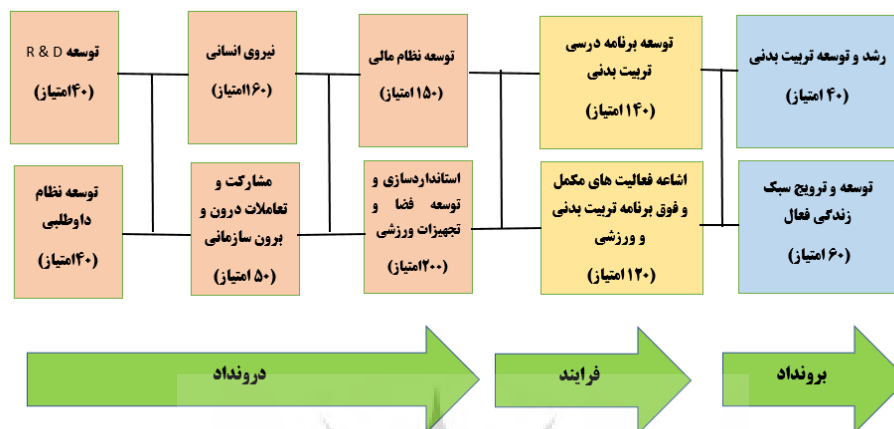 توسعه R & D
(۴۰امتیاز)
نیروی انسانی
(۱۶۰امتیاز)
توسعه نظام مالی
(۱۵۰ امتیاز)
توسعه برنامه درسی
تربیت بدنی
(۱۴۰ امتیاز)
رشد و توسعه تربیت بدنی
(۴۰ امتیاز)
توسعه نظام
داوطلبی
(۴۰امتیاز)
مشارکت و
تعاملات درون و
برون سازمانی
(۵۰ امتیاز)
استانداردسازی و
توسعه فضا و
تجهیزات ورزشی
(۲۰۰امتیاز)
اشاعه فعالیت های مکمل
و فوق برنامه تربیت بدنی
و ورزشی
(۱۲۰ امتیاز)
توسعه و ترویج سبک
زندگی فعال
(۶۰ امتیاز)
درونداد
فرایند
برونداد